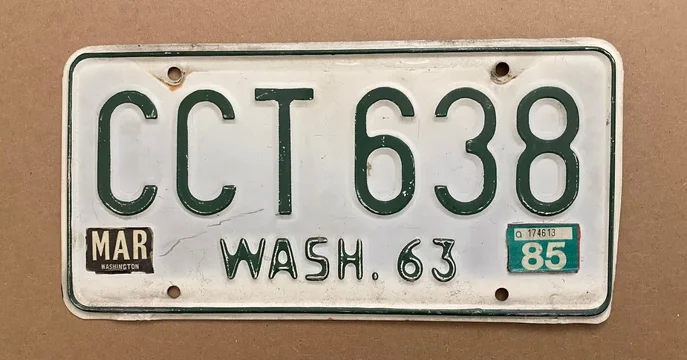 CCT 638
MAR
WASHINGTON
WASH. 63
Q 174613
85